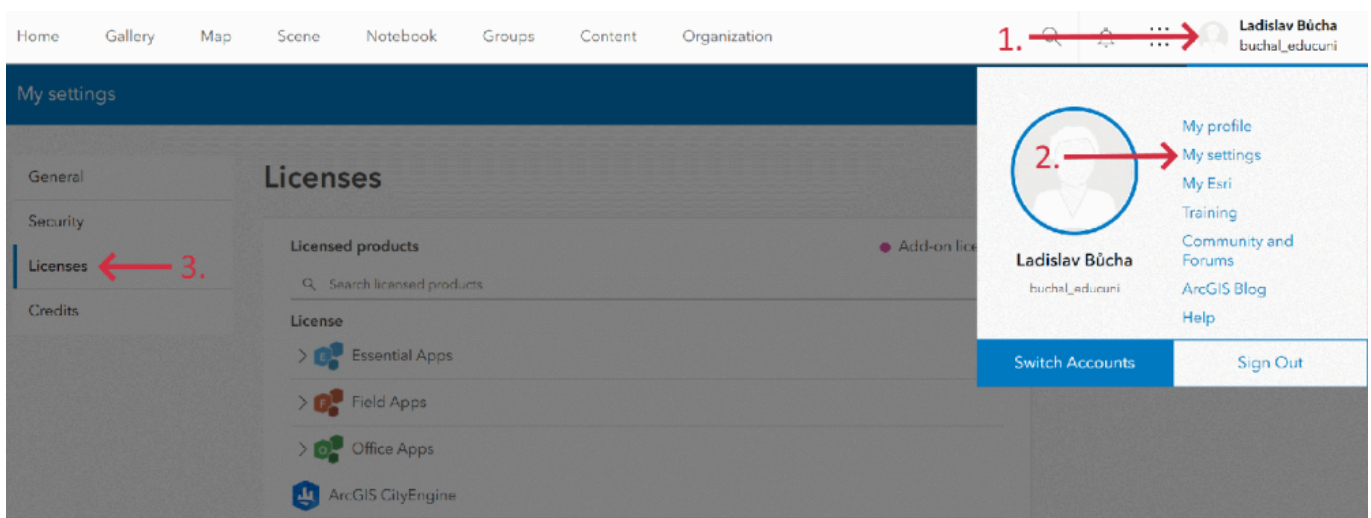 Home Gallery Map Scene Notebook Groups Content Organization 1. Ladislav Bůcha
buchal_educuni
My settings
General
Security
Licenses 3.
Credits
Licenses
Licensed products Add-on lice
Search licensed products
License
Essential Apps
Field Apps
Office Apps
ArcGIS CityEngine
2.
Ladislav Bůcha
buchal_educuni
My profile
My settings
My Esri
Training
Community and
Forums
ArcGIS Blog
Help
Switch Accounts Sign Out